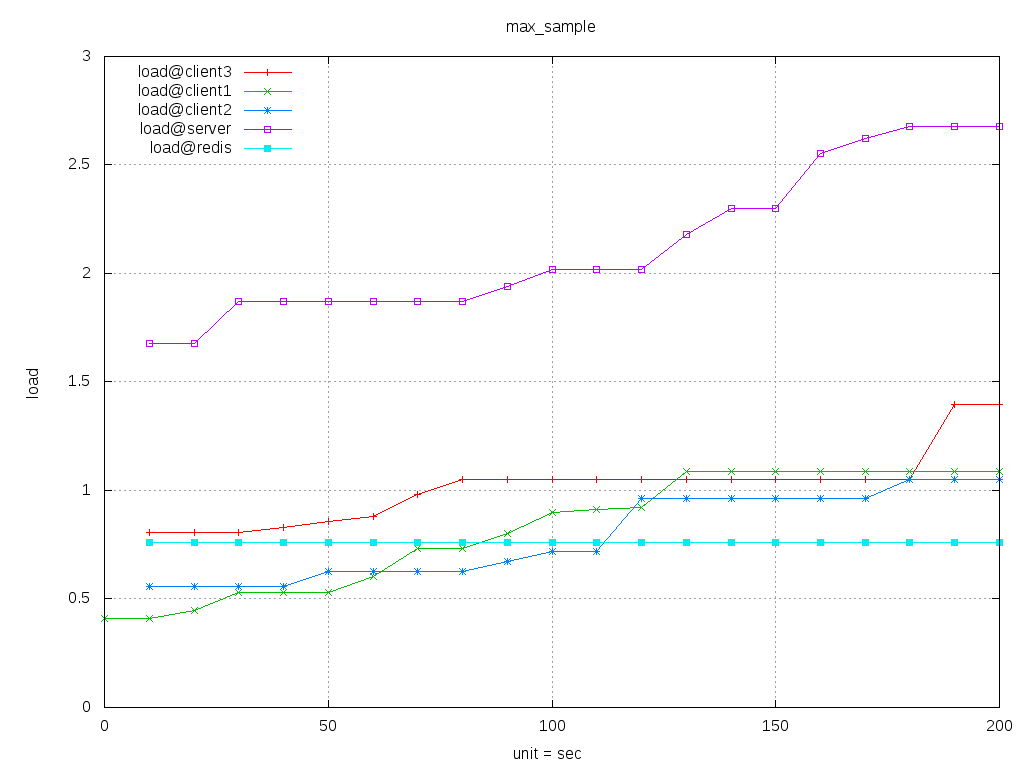 max_sample
3
load@client3
load@client1
load@client2
load@server
load@redis
2.5
2
1.5
load
1
0.5
0
0 50 100 150 200
unit = sec